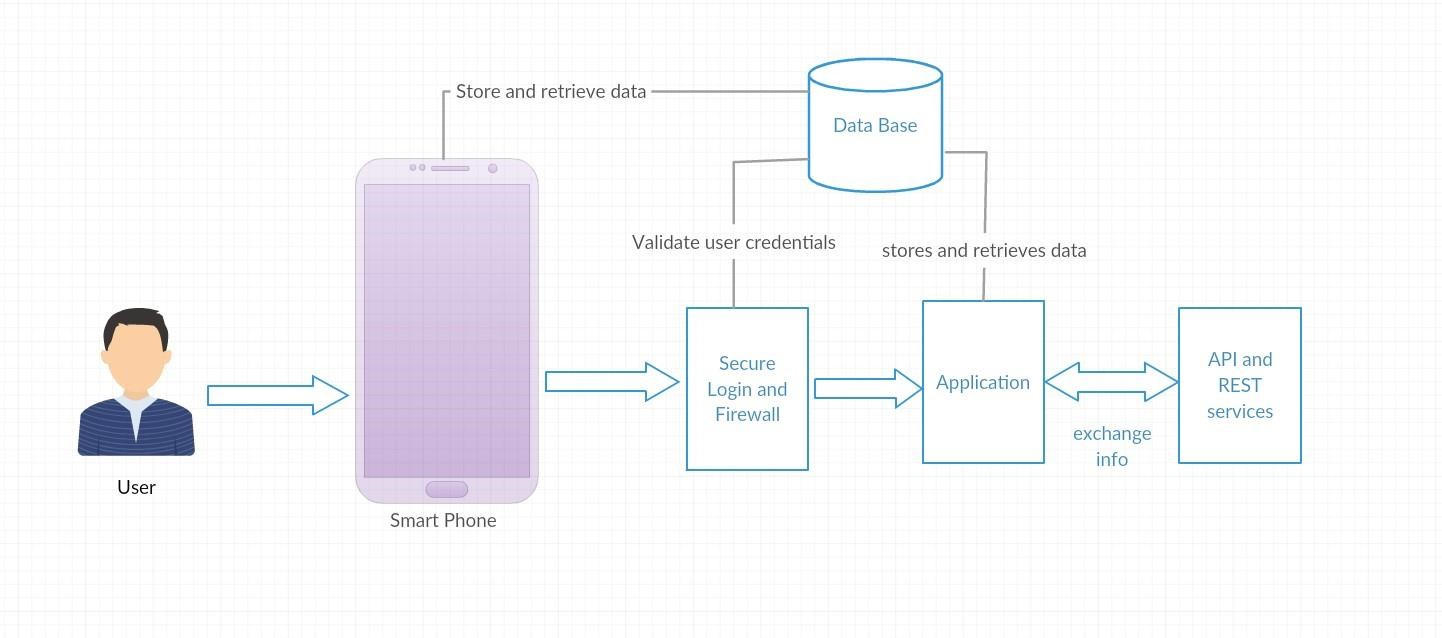 Store and retrieve data
Data Base
Validate user credentials
stores and retrieves data
Secure
Login and
Firewall
Application
API and
REST
services
exchange
info
User
Smart Phone